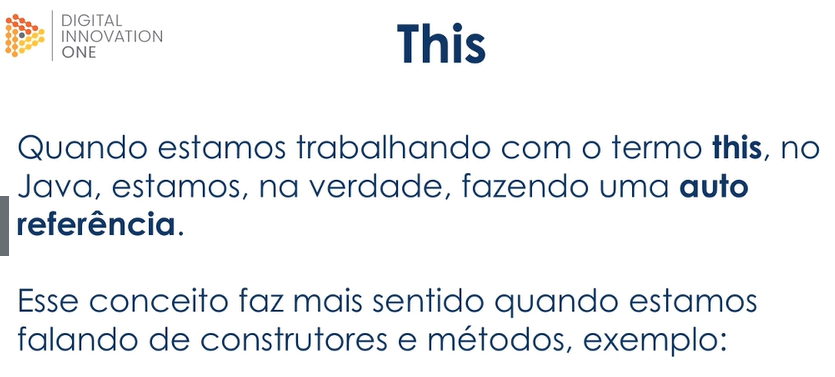 DIGITAL
INNOVATION
ONE
This
Quando estamos trabalhando com o termo this, no
Java, estamos, na verdade, fazendo uma auto
referência.
Esse conceito faz mais sentido quando estamos
falando de construtores e métodos, exemplo: